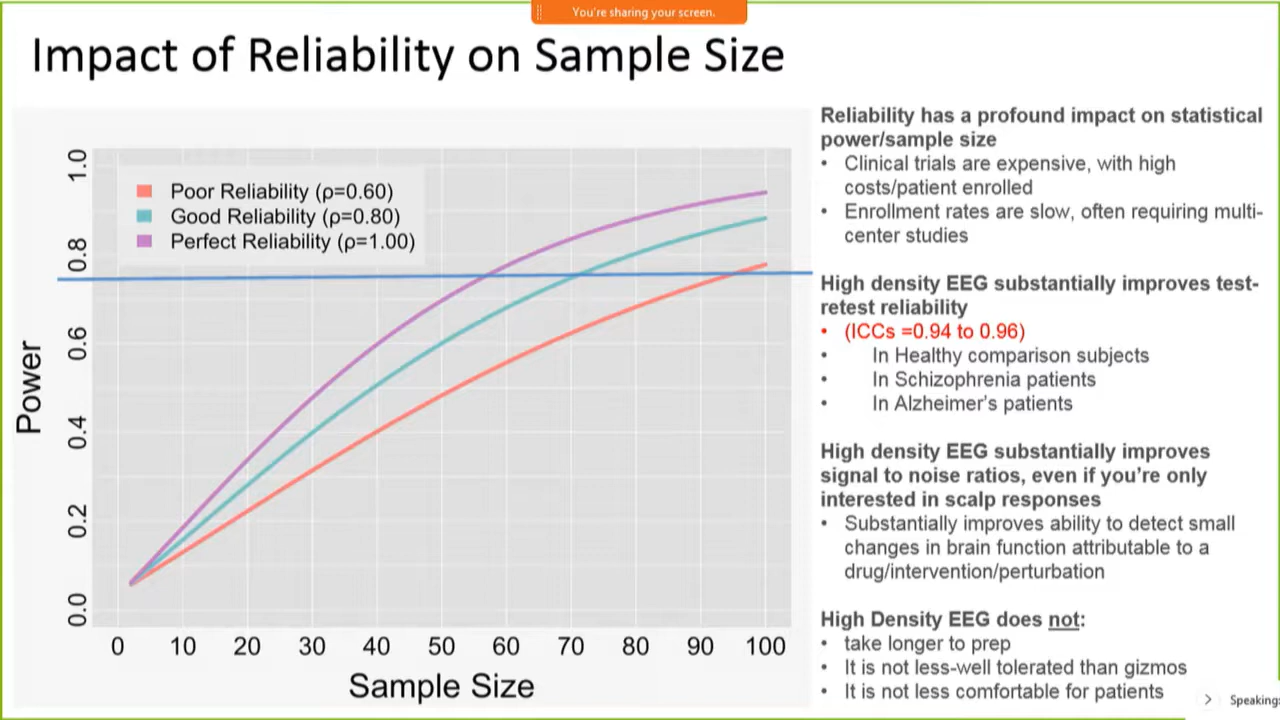 You're sharing your screen.
Impact of Reliability on Sample Size
Poor Reliability (ρ=0.60)
Good Reliability (ρ=0.80)
Perfect Reliability (ρ=1.00)
Power
1.0
0.8
0.6
0.4
0.2
0.0
0 10 20 30 40 50 60 70 80 90 100
Sample Size
Reliability has a profound impact on statistical
power/sample size
• Clinical trials are expensive, with high
costs/patient enrolled
• Enrollment rates are slow, often requiring multi-
center studies
High density EEG substantially improves test-
retest reliability
• (ICCs =0.94 to 0.96)
• In Healthy comparison subjects
• In Schizophrenia patients
• In Alzheimer's patients
High density EEG substantially improves
signal to noise ratios, even if you're only
interested in scalp responses
• Substantially improves ability to detect small
changes in brain function attributable to a
drug/intervention/perturbation
High Density EEG does not:
• take longer to prep
• It is not less-well tolerated than gizmos
• It is not less comfortable for patients
Speaking: